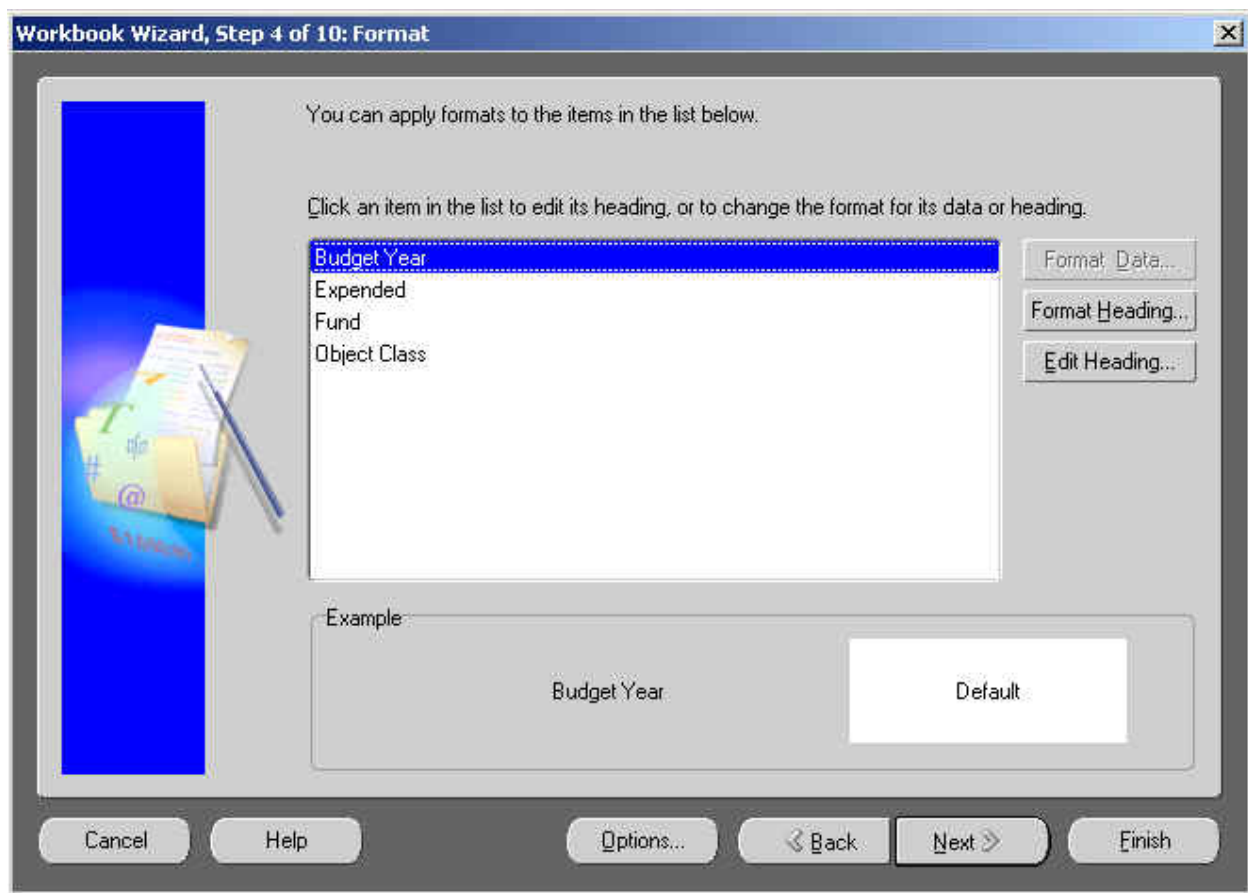 Workbook Wizard, Step 4 of 10: Format
You can apply formats to the items in the list below.
Click an item in the list to edit its heading, or to change the format for its data or heading.
Budget Year
Expended
Fund
Object Class
Format Data...
Format Heading...
Edit Heading...
T
#
@
Example
Budget Year
Default
Cancel
Help
Options...
Back
Next
Finish